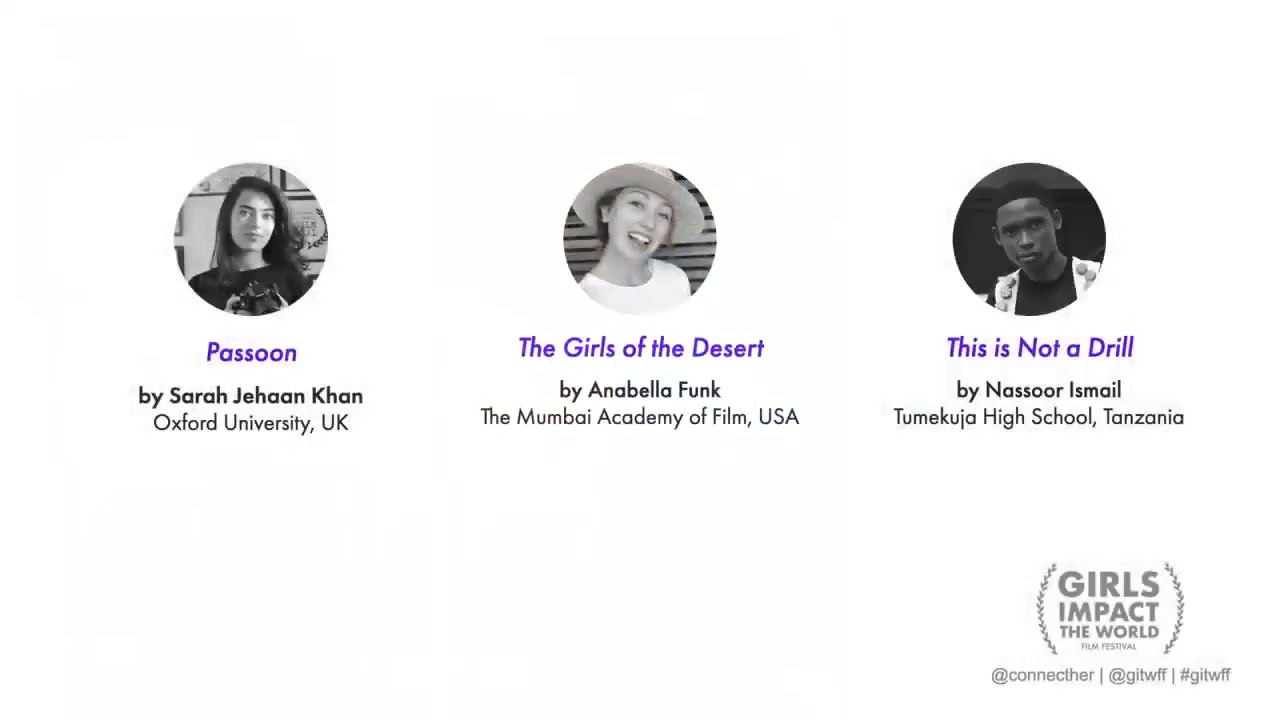 Passoon
by Sarah Jehaan Khan
Oxford University, UK
The Girls of the Desert
by Anabella Funk
The Mumbai Academy of Film, USA
This is Not a Drill
by Nassoor Ismail
Tumekuja High School, Tanzania
GIRLS
IMPACT
THE WORLD
FILM FESTIVAL
@connecther | @gitwff | #gitwff